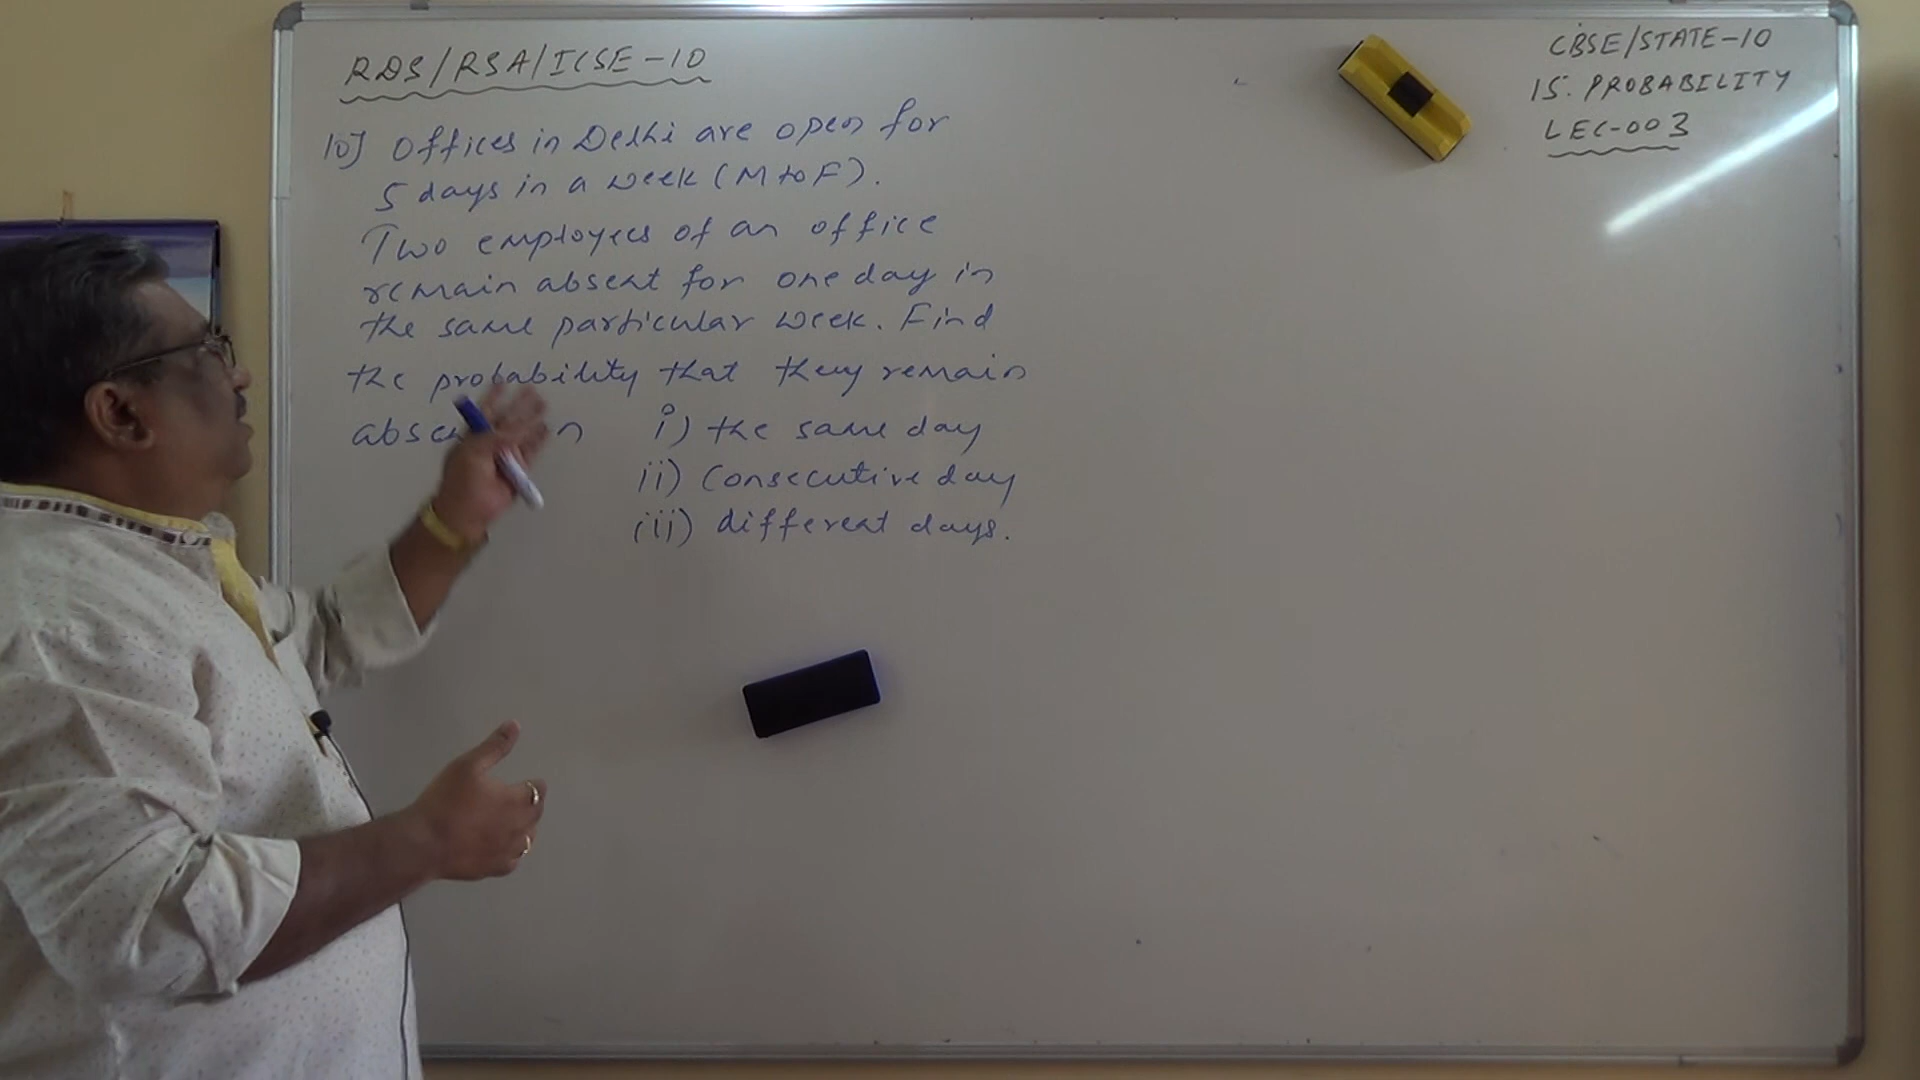 RDS/RSA/ICSE-10
CBSE/STATE-10
15. PROBABILITY
LEC-003
10] Offices in Delhi are open for
5 days in a week (M to F).
Two employees of an office
remain absent for one day in
the same particular week. Find
the probability that they remain
i) the same day
ii) Consecutive day
iii) different days.